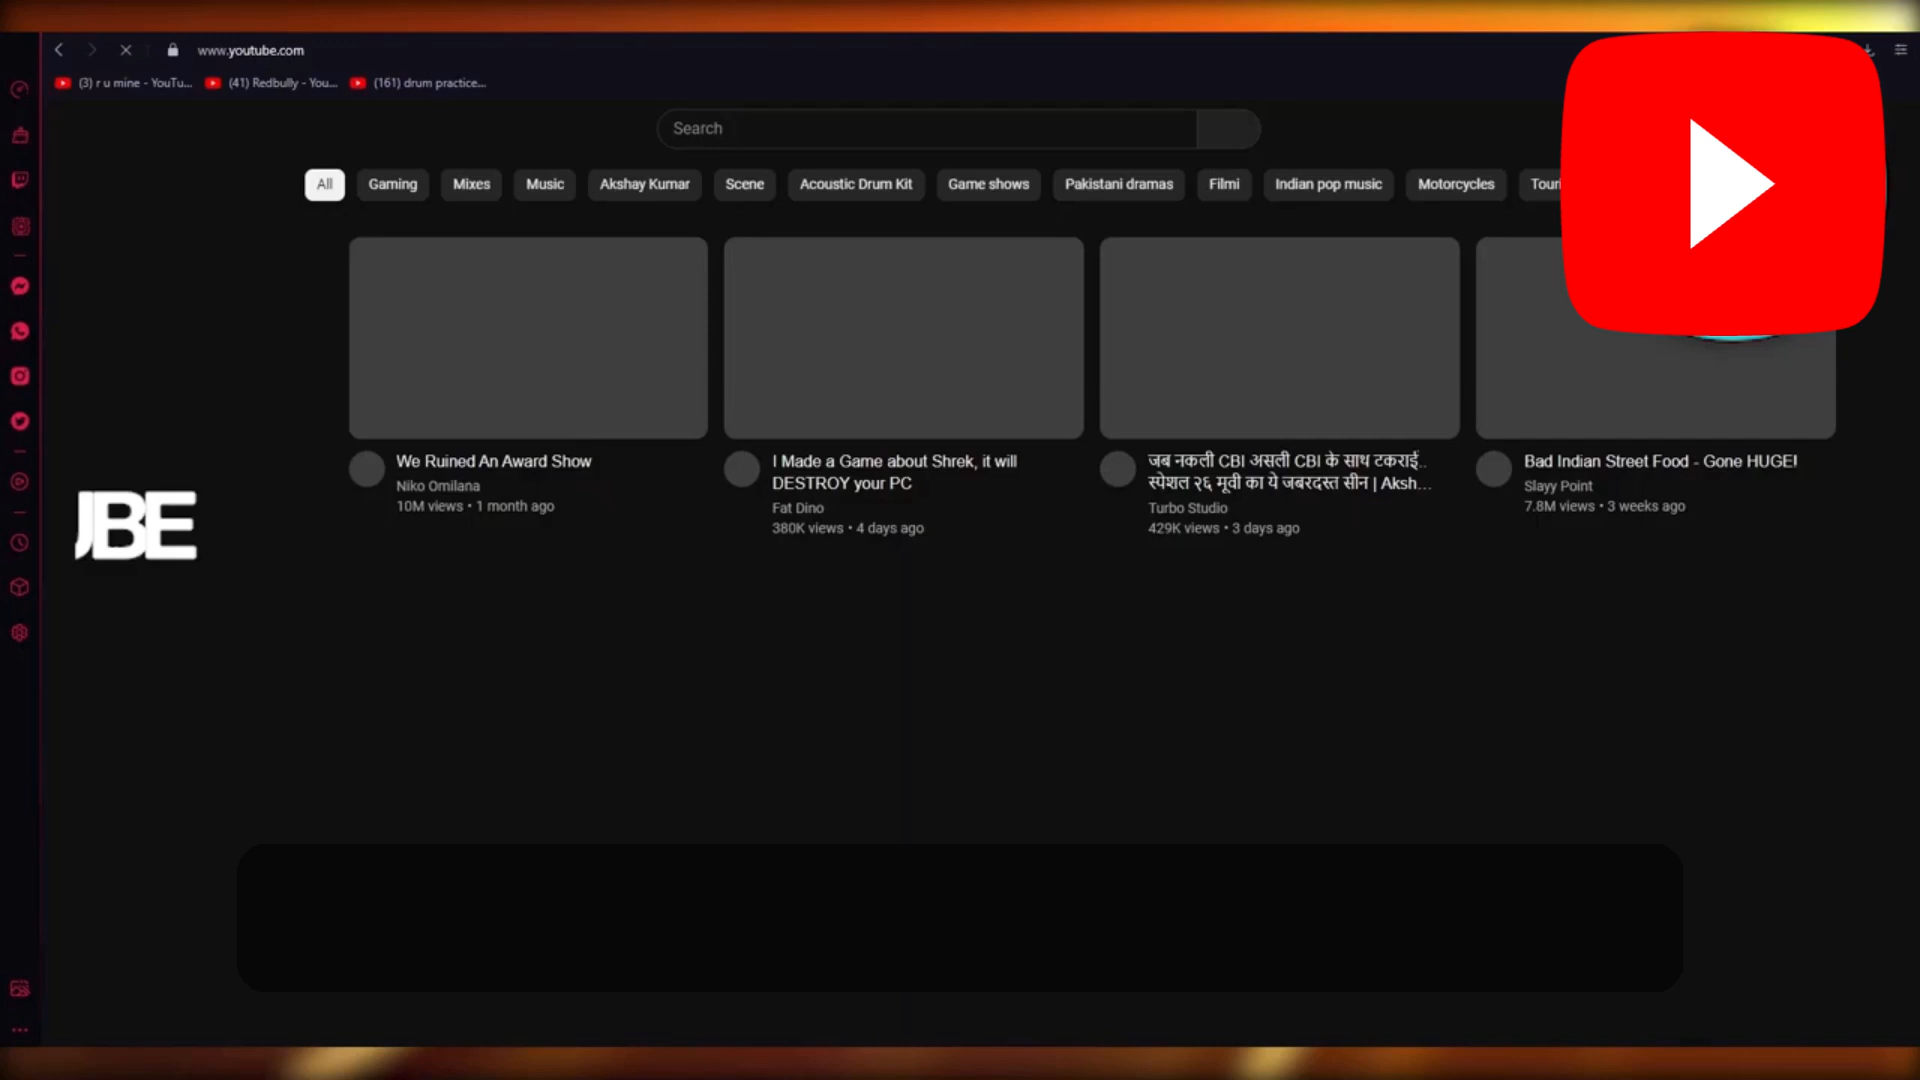 www.youtube.com
(3) r u mine - YouTu...
(41) Redbully - You...
(161) drum practice...
Search
All
Gaming
Mixes
Music
Akshay Kumar
Scene
Acoustic Drum Kit
Game shows
Pakistani dramas
Filmi
Indian pop music
Motorcycles
We Ruined An Award Show
Niko Omilana
10M views • 1 month ago
I Made a Game about Shrek, it will
DESTROY your PC
Fat Dino
380K views • 4 days ago
जब नकली CBI असली CBI के साथ टकराई..
स्पेशल २६ मूवी का ये जबरदस्त सीन | Aksh...
Turbo Studio
429K views • 3 days ago
Bad Indian Street Food - Gone HUGE!
Slayy Point
7.8M views • 3 weeks ago
JBE